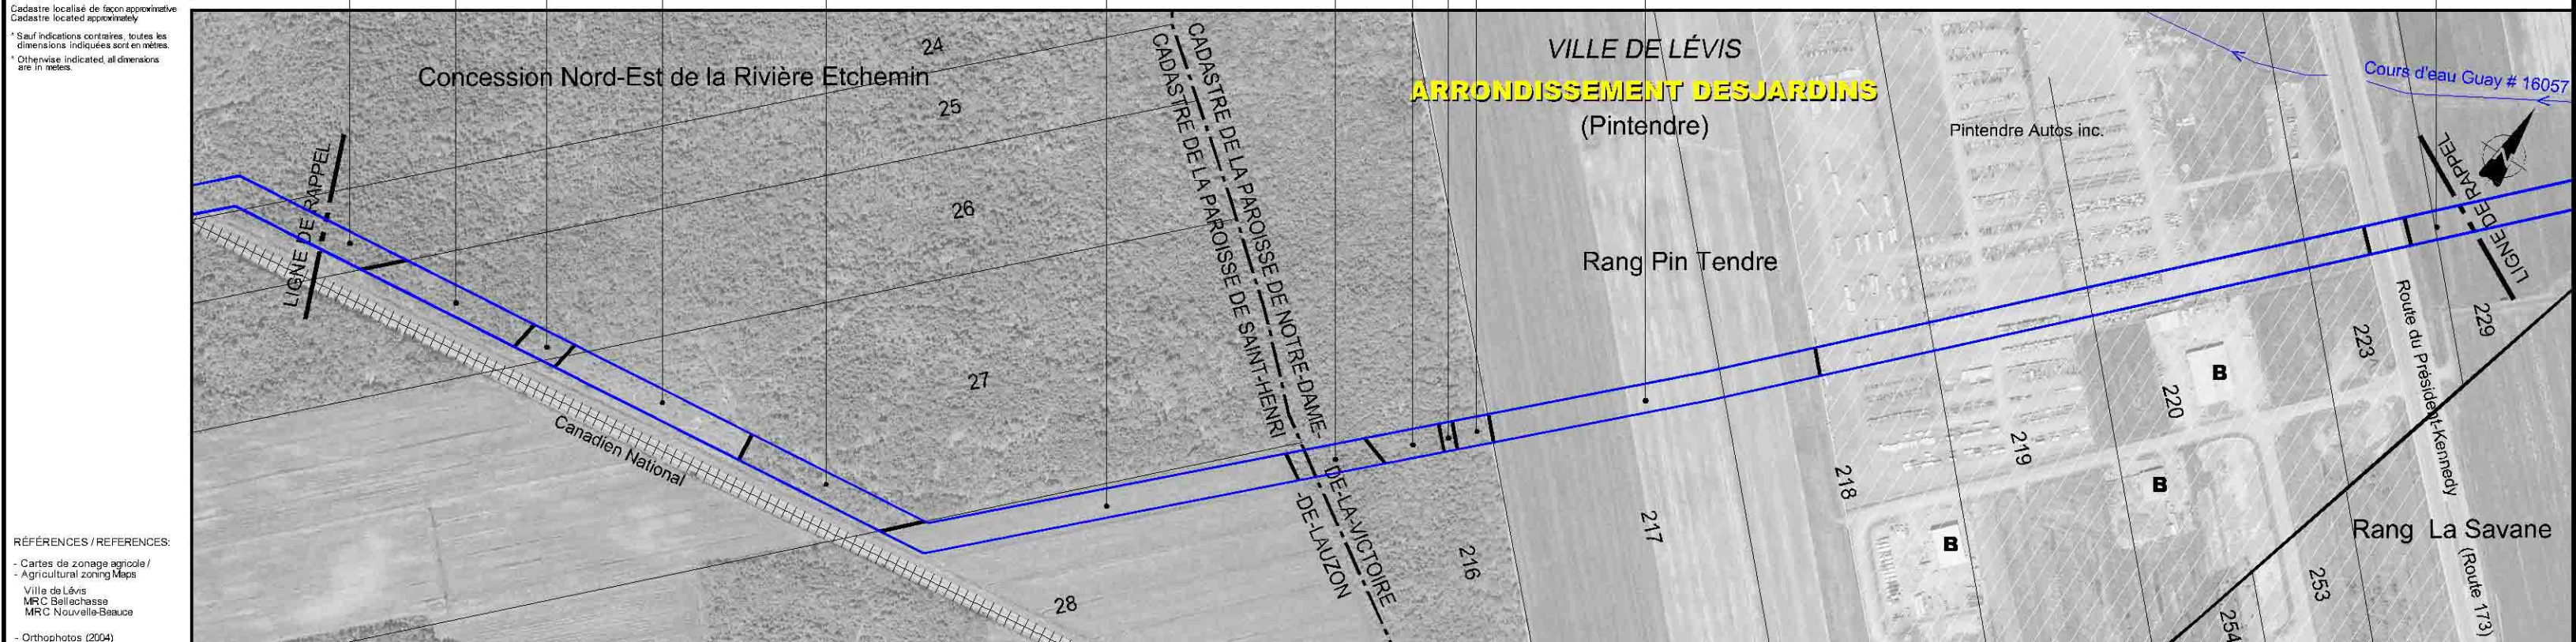 Cadastre localisé de façon approximative
Cadastre located approximately
* Sauf indications contraires, toutes les
dimensions indiquées sont en mètres.
* Otherwise indicated, all dimensions
are in meters.
RÉFÉRENCES / REFERENCES:
- Cartes de zonage agricole /
- Agricultural zoning Maps
Ville de Lévis
MRC Bellechasse
MRC Nouvelle-Beauce
- Orthophotos (2004)
Concession Nord-Est de la Rivière Etchemin
24
25
26
27
28
LIGNE DE RAPPEL
Canadien National
CADASTRE DE LA PAROISSE DE NOTRE-DAME-
DE-LA-VICTOIRE
CADASTRE DE LA PAROISSE DE SAINT-HENRI
-DE-LAUZON
VILLE DE LÉVIS
ARRONDISSEMENT DESJARDINS
(Pintendre)
Rang Pin Tendre
Pintendre Autos inc.
Cours d'eau Guay # 16057
LIGNE DE RAPPEL
216
217
218
219
220
223
229
B
B
B
Route du Président-Kennedy
(Route 173)
Rang La Savane
253
254